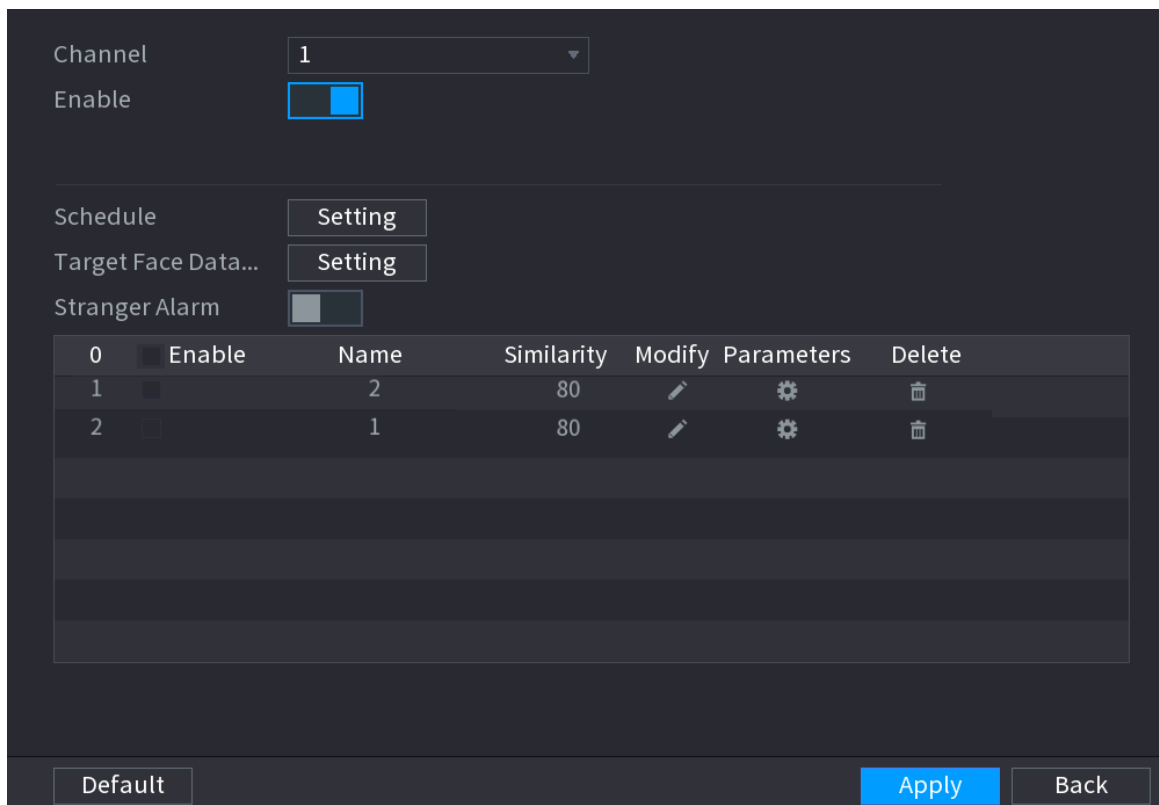 Channel 1
Enable
Schedule Setting
Target Face Data... Setting
Stranger Alarm
0 Enable Name Similarity Modify Parameters Delete
1 2 80
2 1 80
Default Apply Back